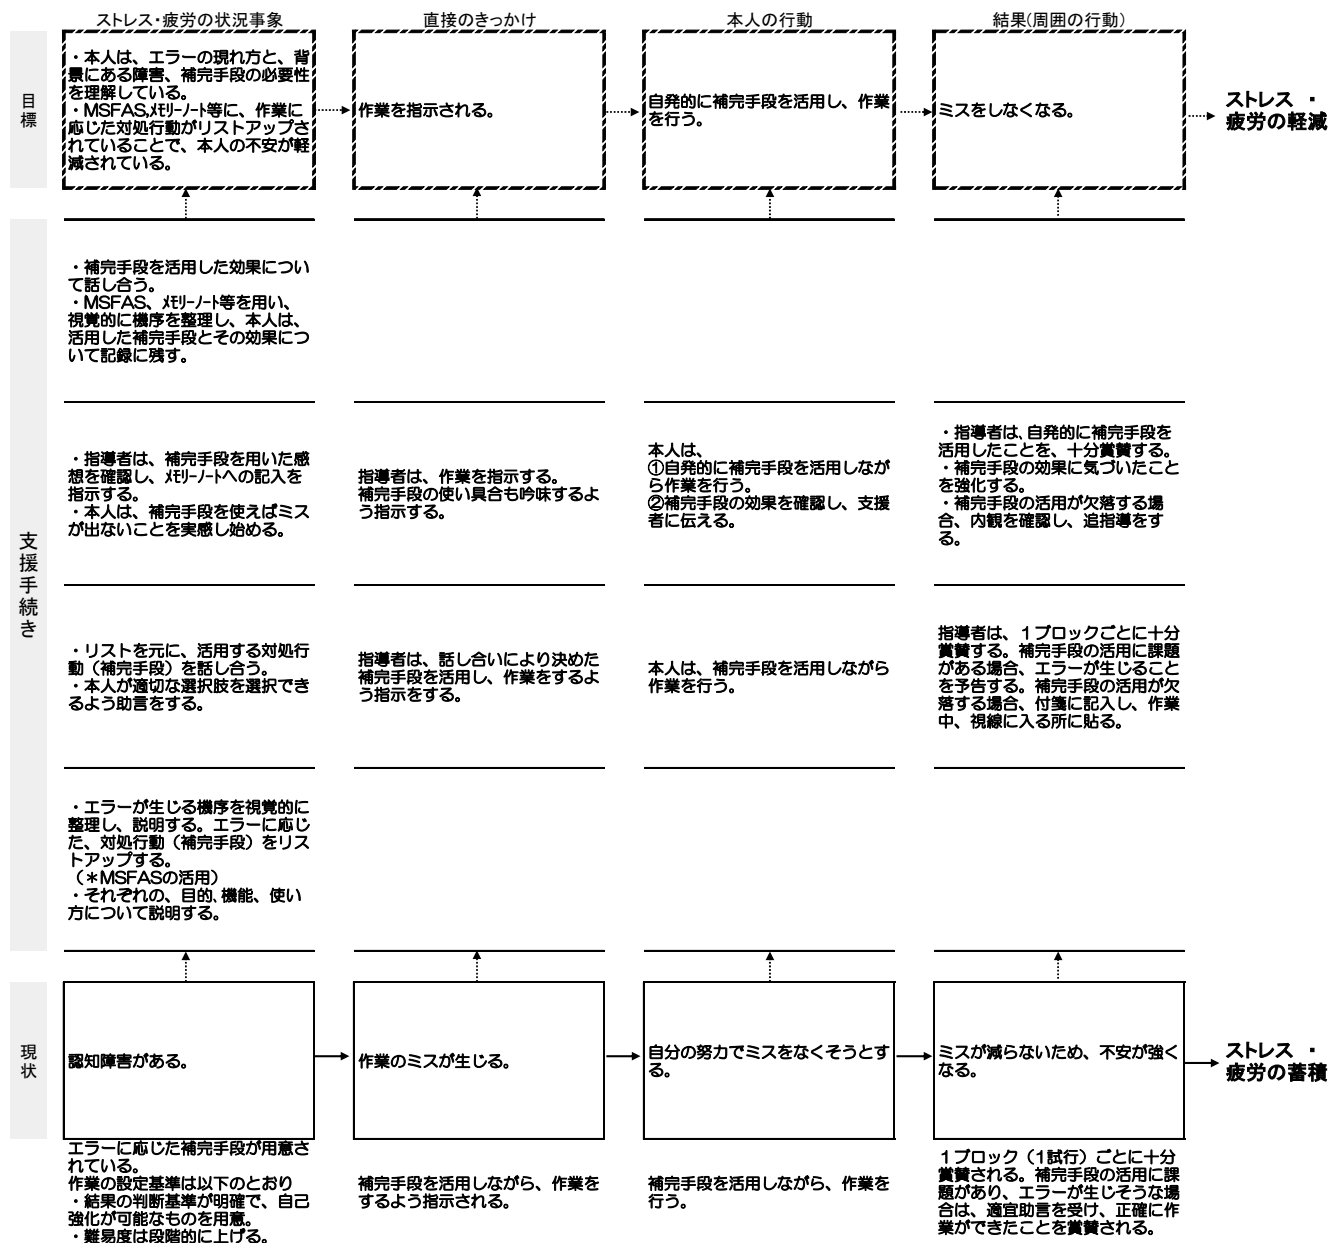 ストレス・疲労の状況事象
直接のきっかけ
本人の行動
結果(周囲の行動)
目標
・本人は、エラーの現れ方と、背
景にある障害、補完手段の必要性
を理解している。
・MSFAS,ﾒﾓﾘｰﾉｰﾄ等に、作業に
応じた対処行動がリストアップさ
れていることで、本人の不安が軽
減されている。
作業を指示される。
自発的に補完手段を活用し、作業
を行う。
ミスをしなくなる。
ストレス ・
疲労の軽減
支援手続き
・補完手段を活用した効果につい
て話し合う。
・MSFAS、ﾒﾓﾘｰﾉｰﾄ等を用い、
視覚的に機序を整理し、本人は、
活用した補完手段とその効果につ
いて記録に残す。
・指導者は、補完手段を用いた感
想を確認し、ﾒﾓﾘｰﾉｰﾄへの記入を
指示する。
・本人は、補完手段を使えばミス
が出ないことを実感し始める。
指導者は、作業を指示する。
補完手段の使い具合も吟味するよ
う指示する。
本人は、
①自発的に補完手段を活用しなが
ら作業を行う。
②補完手段の効果を確認し、支援
者に伝える。
・指導者は、自発的に補完手段を
活用したことを、十分賞賛する。
・補完手段の効果に気づいたこと
を強化する。
・補完手段の活用が欠落する場
合、内観を確認し、追指導をす
る。
・リストを元に、活用する対処行
動（補完手段）を話し合う。
・本人が適切な選択肢を選択でき
るよう助言をする。
指導者は、話し合いにより決めた
補完手段を活用し、作業をするよ
う指示をする。
本人は、補完手段を活用しながら
作業を行う。
指導者は、１ブロックごとに十分
賞賛する。補完手段の活用に課題
がある場合、エラーが生じること
を予告する。補完手段の活用が欠
落する場合、付箋に記入し、作業
中、視線に入る所に貼る。
・エラーが生じる機序を視覚的に
整理し、説明する。エラーに応じ
た、対処行動（補完手段）をリス
トアップする。
（＊MSFASの活用）
・それぞれの、目的、機能、使い
方について説明する。
現状
認知障害がある。
作業のミスが生じる。
自分の努力でミスをなくそうとす
る。
ミスが減らないため、不安が強く
なる。
ストレス ・
疲労の蓄積
エラーに応じた補完手段が用意さ
れている。
作業の設定基準は以下のとおり
・結果の判断基準が明確で、自己
強化が可能なものを用意。
・難易度は段階的に上げる。
補完手段を活用しながら、作業を
するよう指示される。
補完手段を活用しながら、作業を
行う。
１ブロック（1試行）ごとに十分
賞賛される。補完手段の活用に課
題があり、エラーが生じそうな場
合は、適宜助言を受け、正確に作
業ができたことを賞賛される。